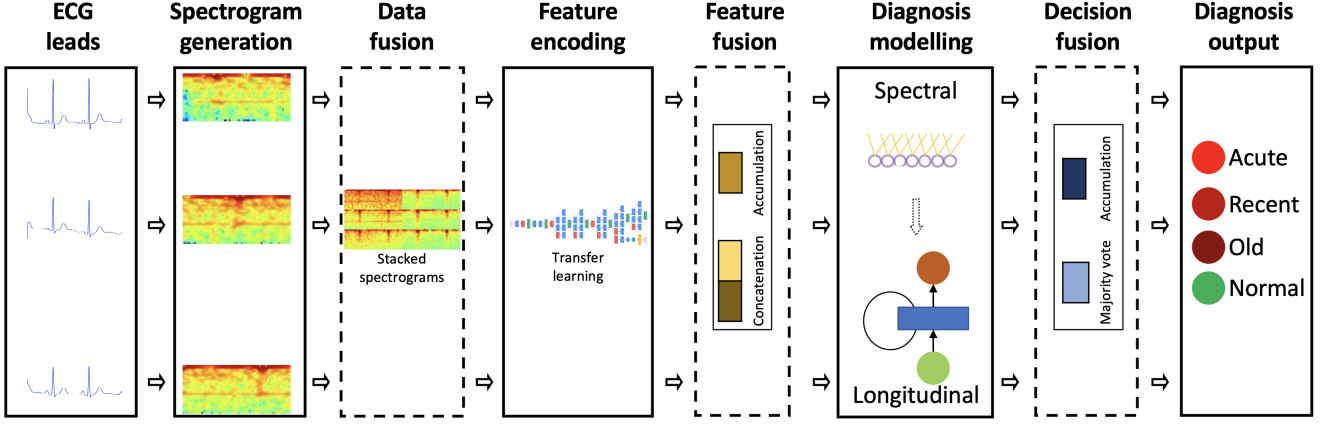 ECG
leads
Spectrogram
generation
Data
fusion
Feature
encoding
Feature
fusion
Diagnosis
modelling
Decision
fusion
Diagnosis
output
Stacked
spectrograms
Transfer
learning
Accumulation
Concatenation
Spectral
Longitudinal
Accumulation
Majority vote
Acute
Recent
Old
Normal